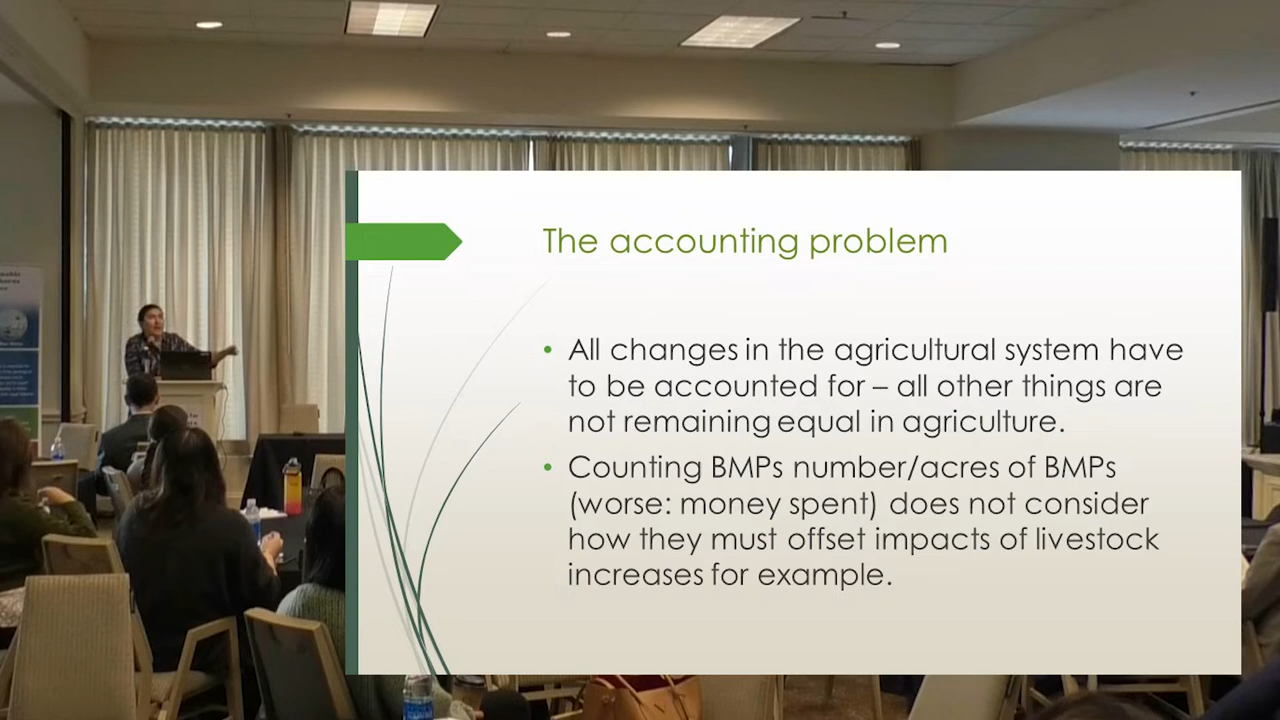 The accounting problem
• All changes in the agricultural system have
to be accounted for – all other things are
not remaining equal in agriculture.
• Counting BMPs number/acres of BMPs
(worse: money spent) does not consider
how they must offset impacts of livestock
increases for example.